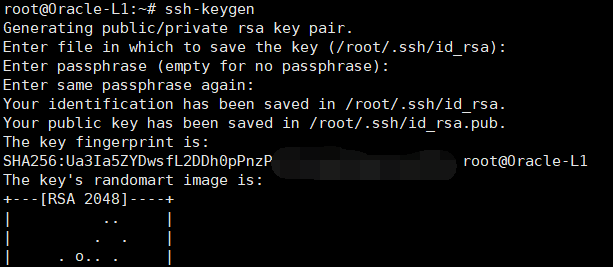 root@Oracle-L1:~# ssh-keygen
Generating public/private rsa key pair.
Enter file in which to save the key (/root/.ssh/id_rsa):
Enter passphrase (empty for no passphrase):
Enter same passphrase again:
Your identification has been saved in /root/.ssh/id_rsa.
Your public key has been saved in /root/.ssh/id_rsa.pub.
The key fingerprint is:
SHA256:Ua3Ia5ZYDwsfL2DDh0pPnzP root@Oracle-L1
The key's randomart image is:
+---[RSA 2048]----+
|           ..    |
|          .  .   |
|      . o.. .    |